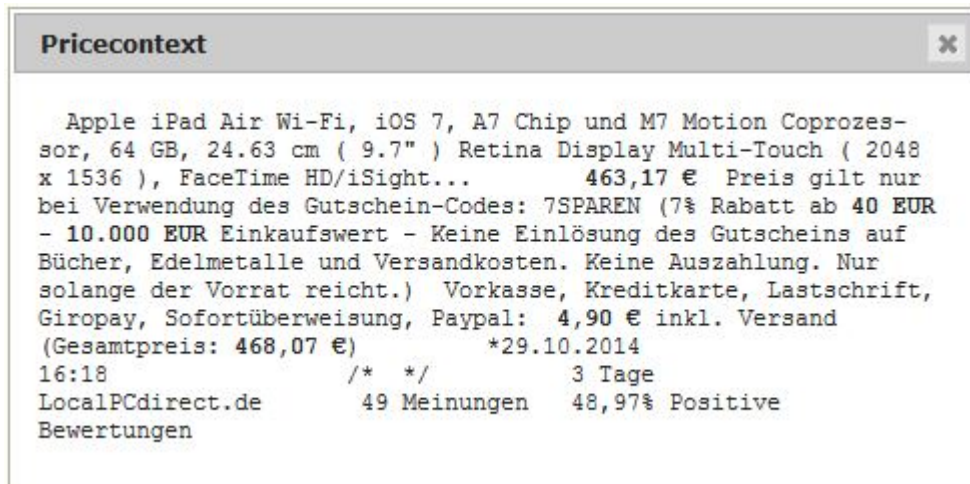 Pricecontext
Apple iPad Air Wi-Fi, iOS 7, A7 Chip und M7 Motion Coprozes-
sor, 64 GB, 24.63 cm ( 9.7" ) Retina Display Multi-Touch ( 2048
x 1536 ), FaceTime HD/iSight... 463,17 € Preis gilt nur
bei Verwendung des Gutschein-Codes: 7SPAREN (7% Rabatt ab 40 EUR
- 10.000 EUR Einkaufswert - Keine Einlösung des Gutscheins auf
Bücher, Edelmetalle und Versandkosten. Keine Auszahlung. Nur
solange der Vorrat reicht.) Vorkasse, Kreditkarte, Lastschrift,
Giropay, Sofortüberweisung, Paypal: 4,90 € inkl. Versand
(Gesamtpreis: 468,07 €) *29.10.2014
16:18 /* */ 3 Tage
LocalPCdirect.de 49 Meinungen 48,97% Positive
Bewertungen